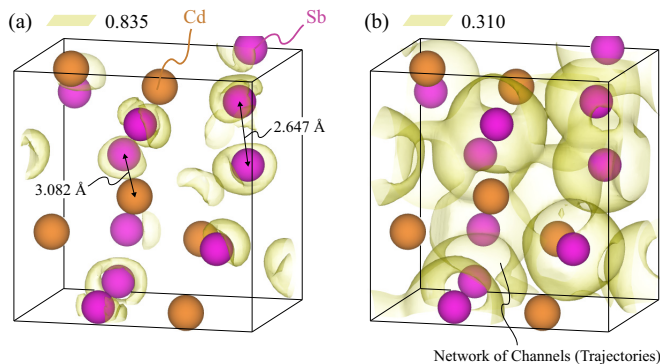 (a) 0.835 Cd Sb
(b) 0.310
2.647 Å
3.082 Å
Network of Channels (Trajectories)